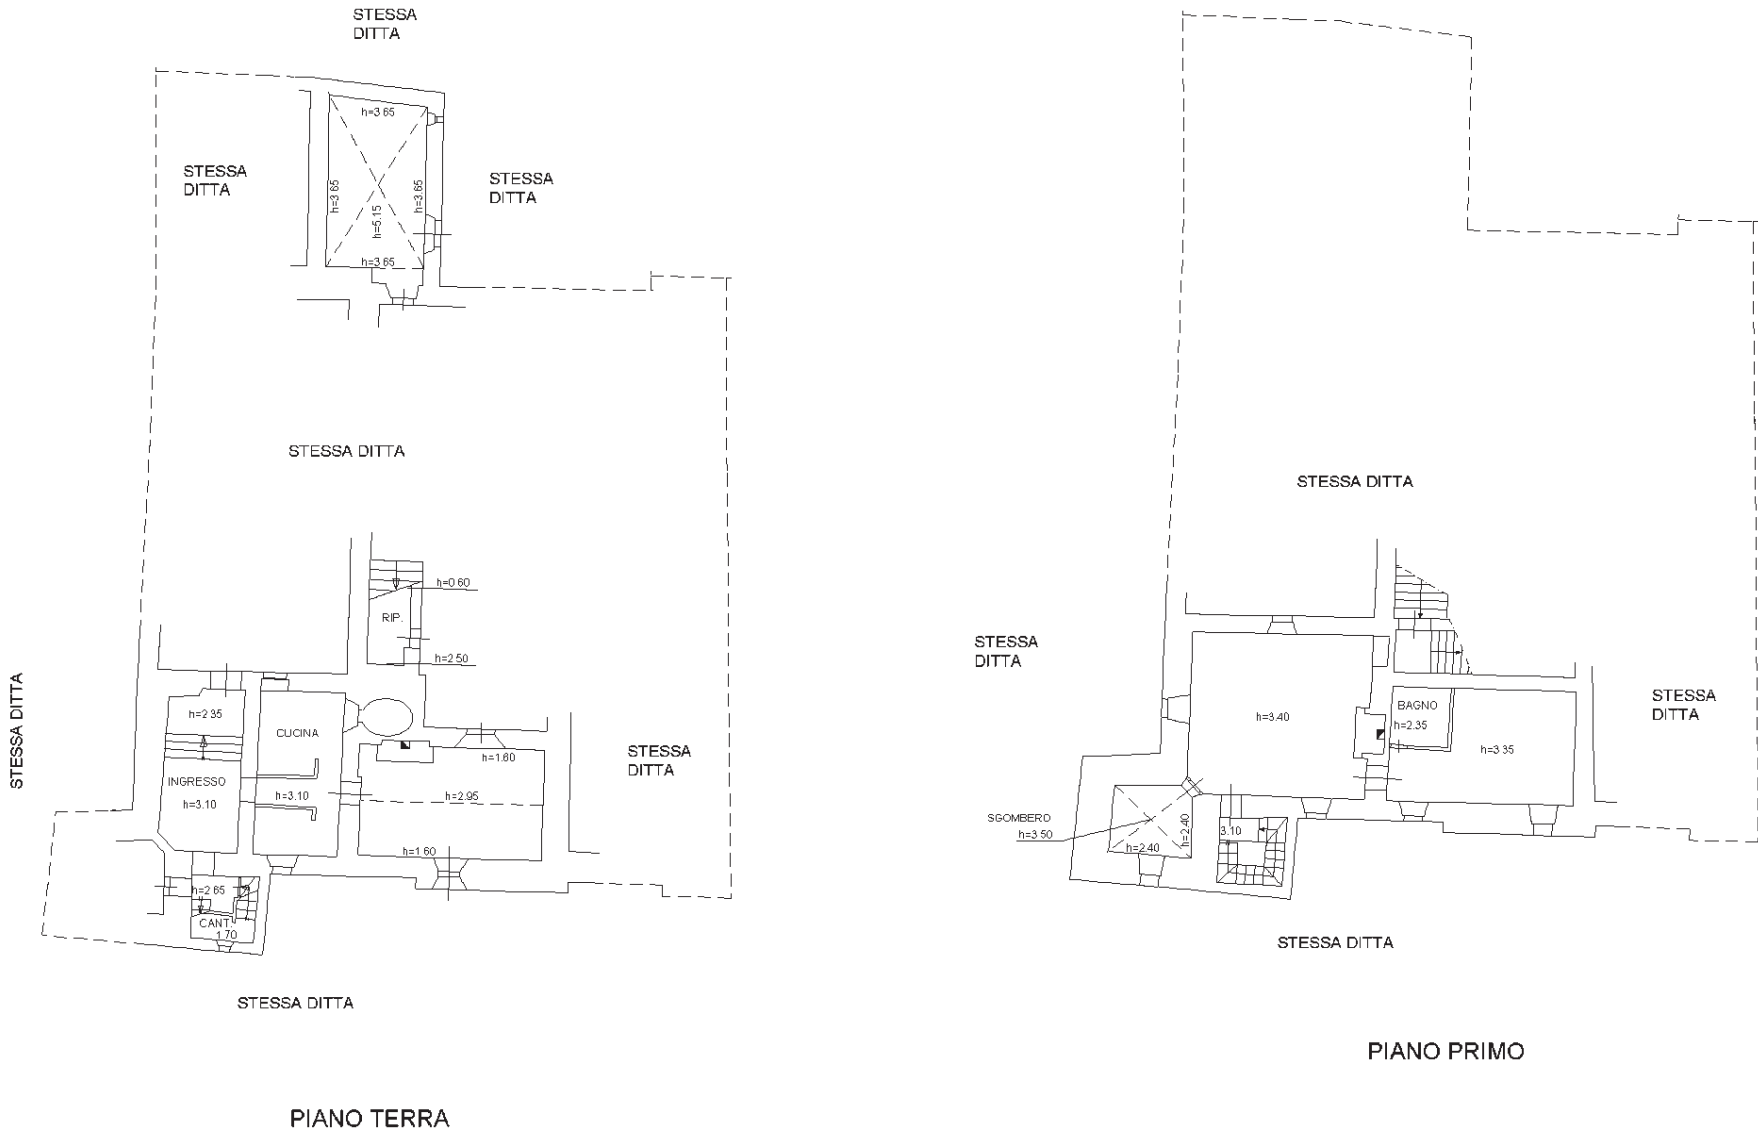 STESSA
DITTA
h=3.65
STESSA
DITTA
h=3.65
h=5.15
h=3.65
h=3.65
STESSA
DITTA
STESSA DITTA
h=0.60
RIP.
h=2.50
STESSA DITTA
h=2.35
CUCINA
INGRESSO
h=3.10
h=3.10
h=1.60
h=2.95
h=1.60
STESSA
DITTA
h=2.65
CANT.
1.70
STESSA DITTA
PIANO TERRA
STESSA DITTA
STESSA
DITTA
h=3.40
BAGNO
h=2.35
h=3.35
STESSA
DITTA
SGOMBERO
h=3.50
h=2.40
h=2.40
3.10
STESSA DITTA
PIANO PRIMO